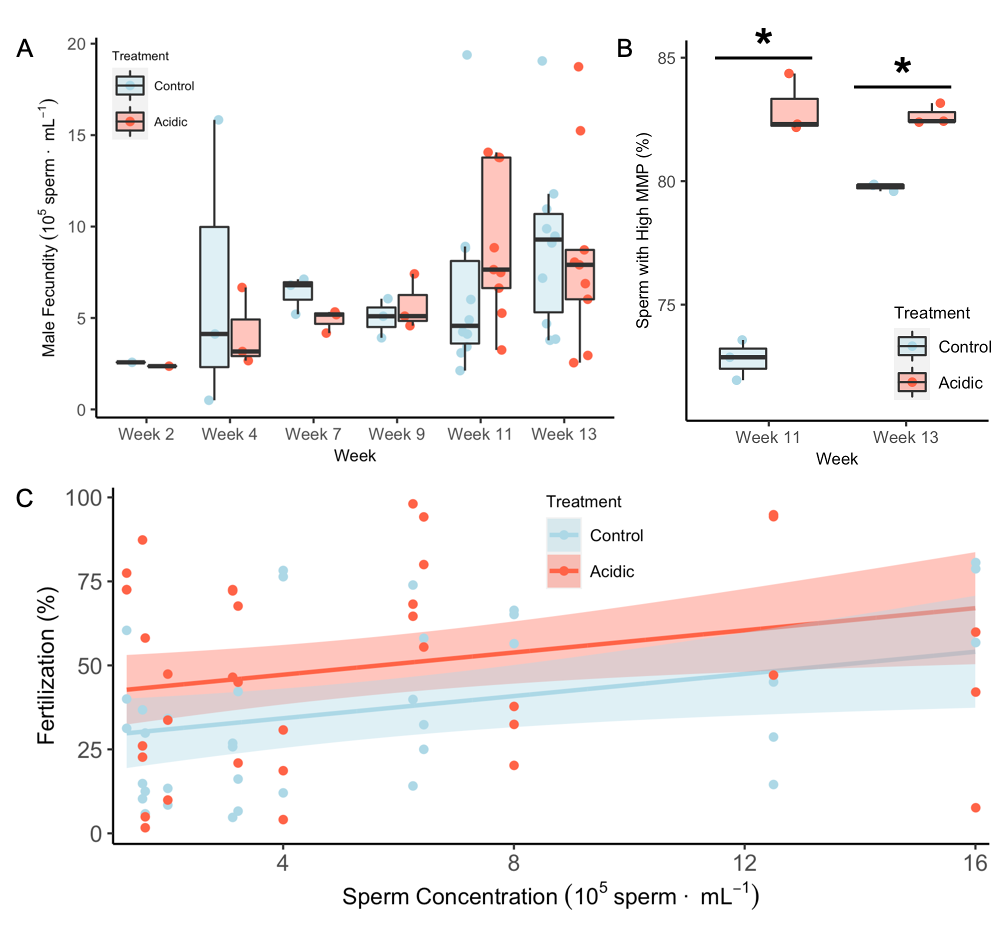 A
Male Fecundity (10⁵ sperm · mL⁻¹)
20
15
10
5
0
Treatment
Control
Acidic
Week 2 Week 4 Week 7 Week 9 Week 11 Week 13
Week
B
Sperm with High MMP (%)
85
80
75
*
*
Treatment
Control
Acidic
Week 11 Week 13
Week
C
Fertilization (%)
100
75
50
25
0
Treatment
Control
Acidic
4 8 12 16
Sperm Concentration (10⁵ sperm · mL⁻¹)